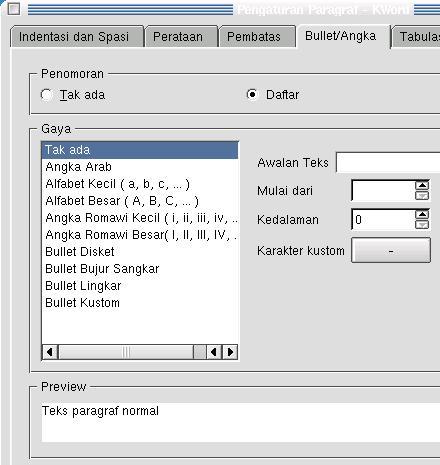 Pengaturan Paragraf - KWord
Indentasi dan Spasi Perataan Pembatas Bullet/Angka Tabulas
Penomoran
Tak ada Daftar
Gaya
Tak ada
Angka Arab
Alfabet Kecil ( a, b, c, ... )
Alfabet Besar ( A, B, C, ... )
Angka Romawi Kecil ( i, ii, iii, iv, ..
Angka Romawi Besar( I, II, III, IV, ..
Bullet Disket
Bullet Bujur Sangkar
Bullet Lingkar
Bullet Kustom
Awalan Teks
Mulai dari
Kedalaman 0
Karakter kustom -
Preview
Teks paragraf normal